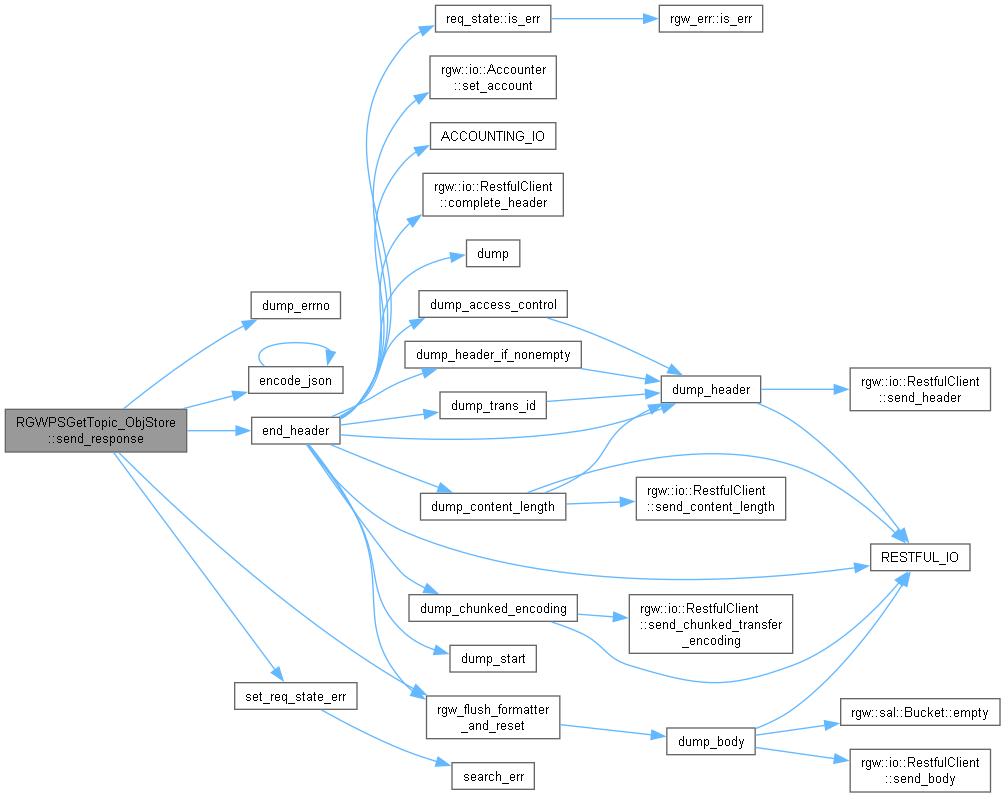 req_state::is_err
rgw_err::is_err
rgw::io::Accounter
::set_account
ACCOUNTING_IO
rgw::io::RestfulClient
::complete_header
dump
dump_errno
dump_access_control
dump_header_if_nonempty
encode_json
dump_header
rgw::io::RestfulClient
::send_header
dump_trans_id
RGWPSGetTopic_ObjStore
::send_response
end_header
dump_content_length
rgw::io::RestfulClient
::send_content_length
RESTFUL_IO
dump_chunked_encoding
rgw::io::RestfulClient
::send_chunked_transfer
_encoding
dump_start
set_req_state_err
rgw_flush_formatter
_and_reset
dump_body
rgw::sal::Bucket::empty
search_err
rgw::io::RestfulClient
::send_body